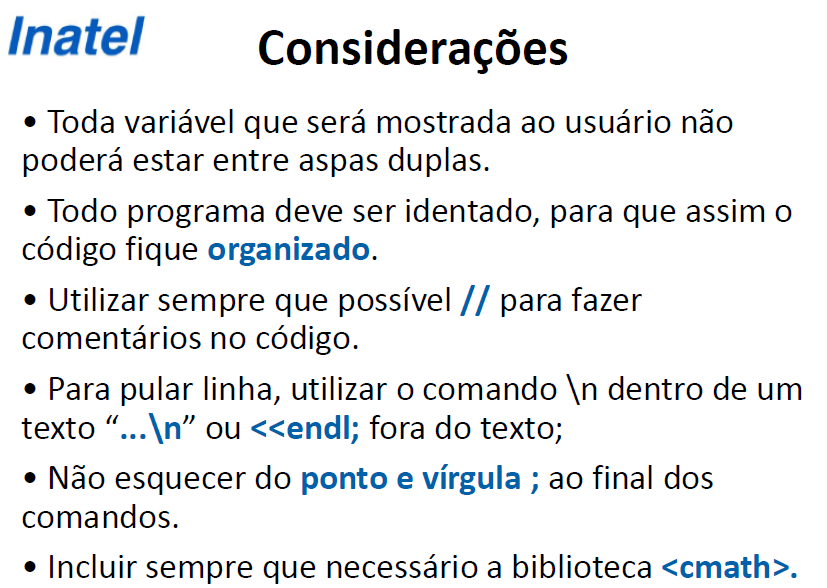 Inatel
Considerações
• Toda variável que será mostrada ao usuário não
poderá estar entre aspas duplas.
• Todo programa deve ser identado, para que assim o
código fique organizado.
• Utilizar sempre que possível // para fazer
comentários no código.
• Para pular linha, utilizar o comando \n dentro de um
texto “...\n” ou <<endl; fora do texto;
• Não esquecer do ponto e vírgula ; ao final dos
comandos.
• Incluir sempre que necessário a biblioteca <cmath>.